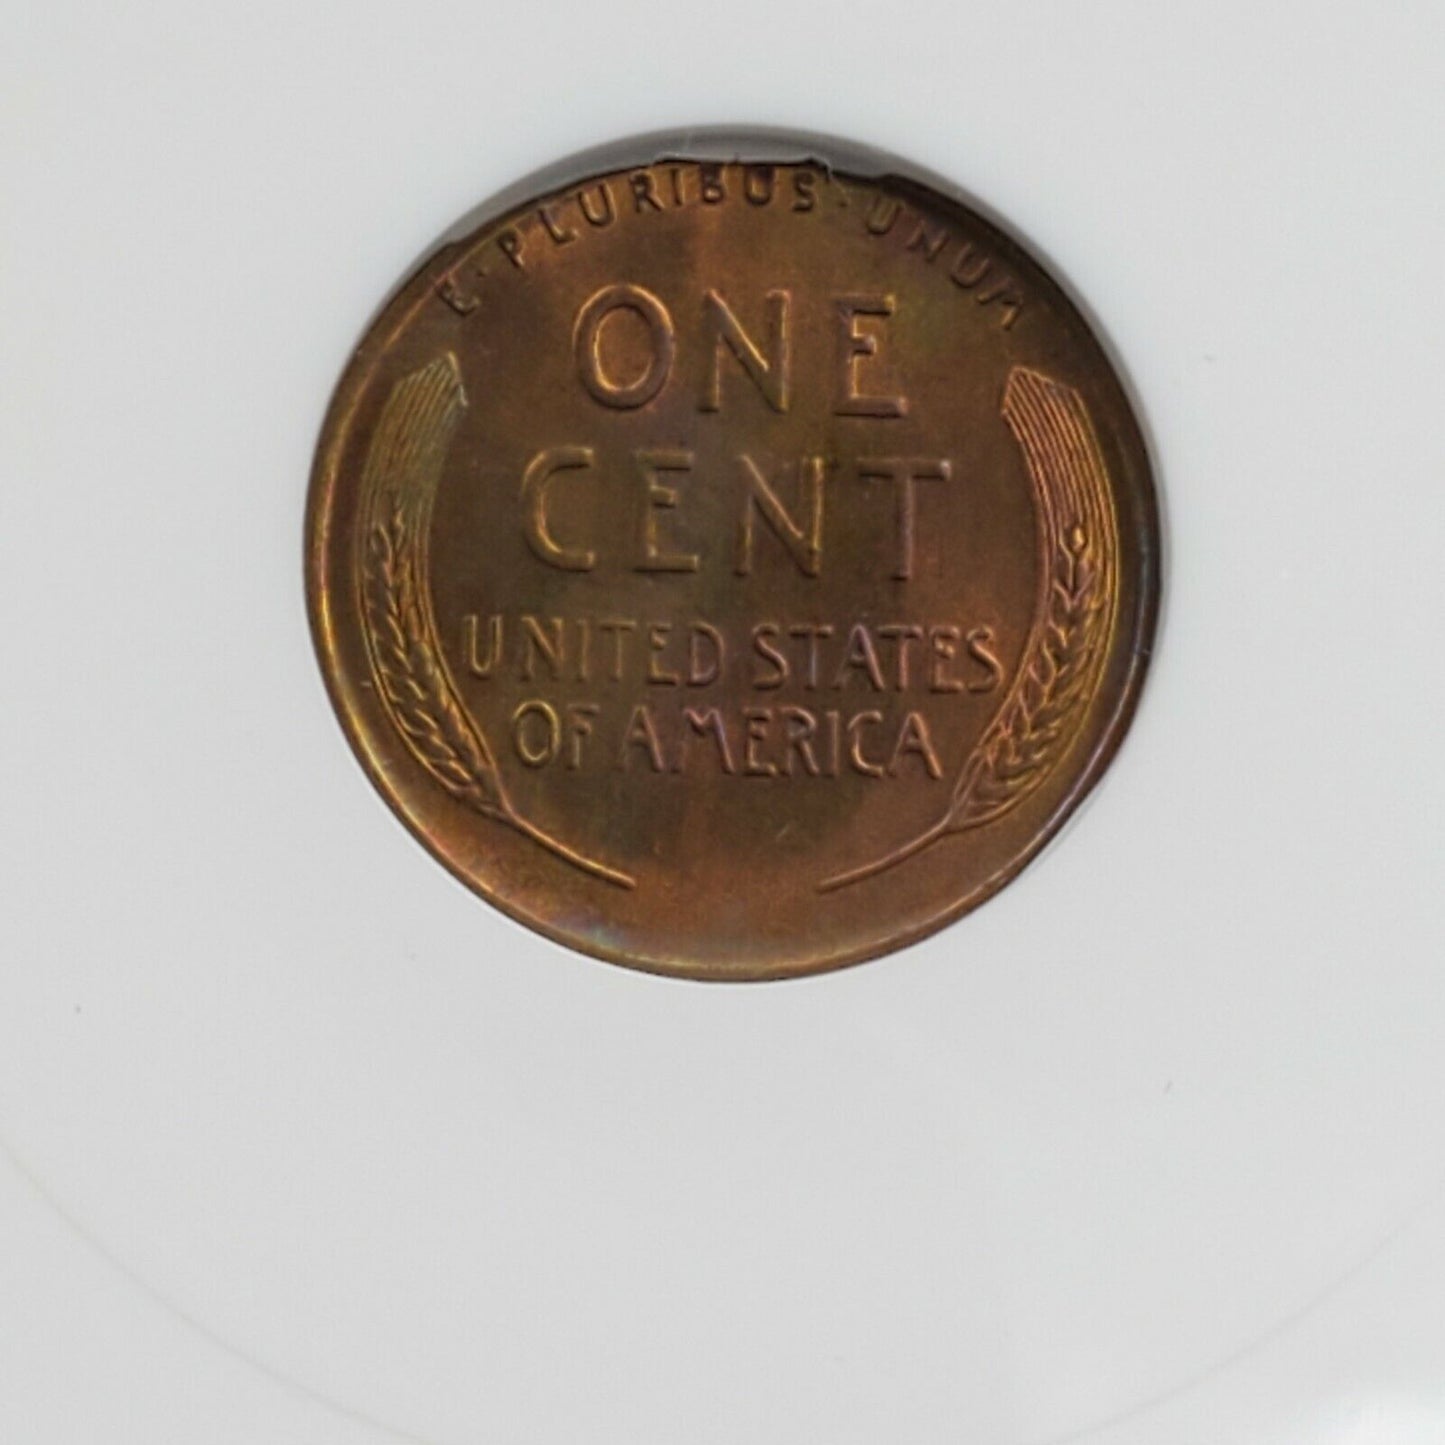 E·PLURIBUS·UNUM
ONE
CENT
UNITED STATES
OF AMERICA